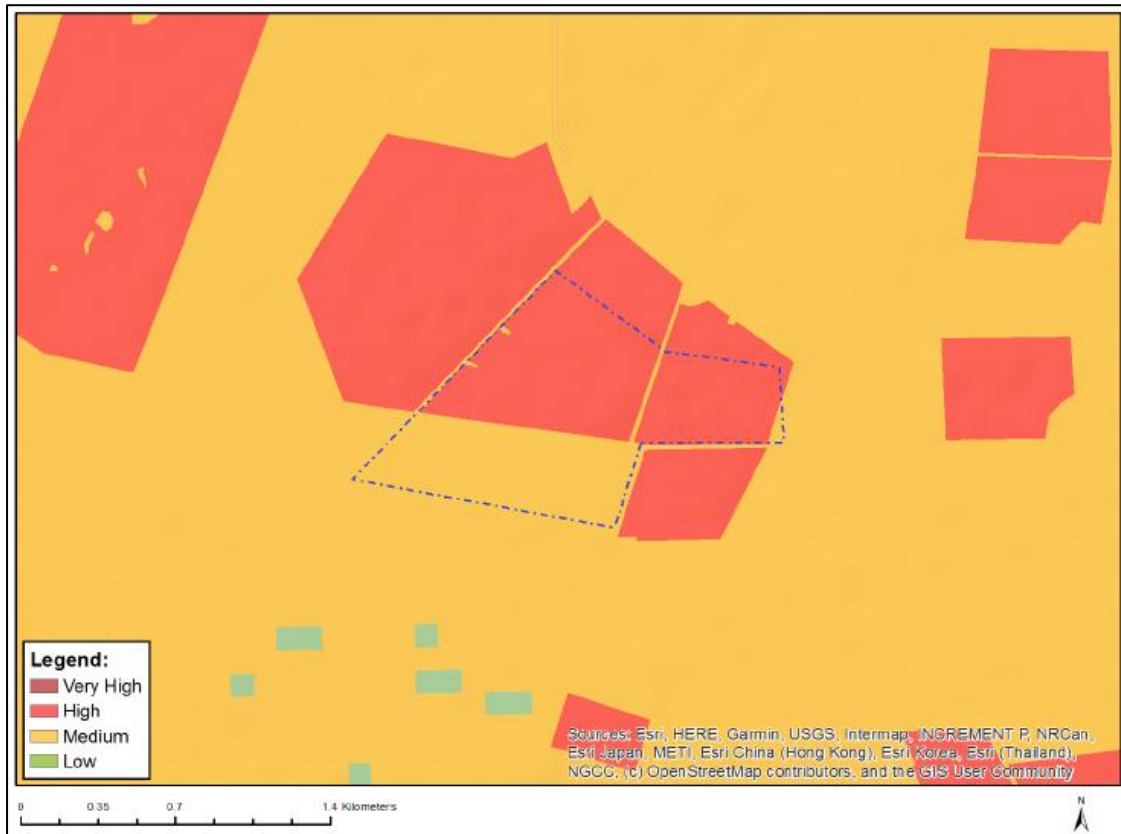 Legend:
Very High
High
Medium
Low
Sources: Esri, HERE, Garmin, USGS, Intermap, INCREMENT P, NRCan,
Esri Japan, METI, Esri China (Hong Kong), Esri Korea, Esri (Thailand),
NGCC, (c) OpenStreetMap contributors, and the GIS User Community
0 0.35 0.7 1.4 Kilometers
N